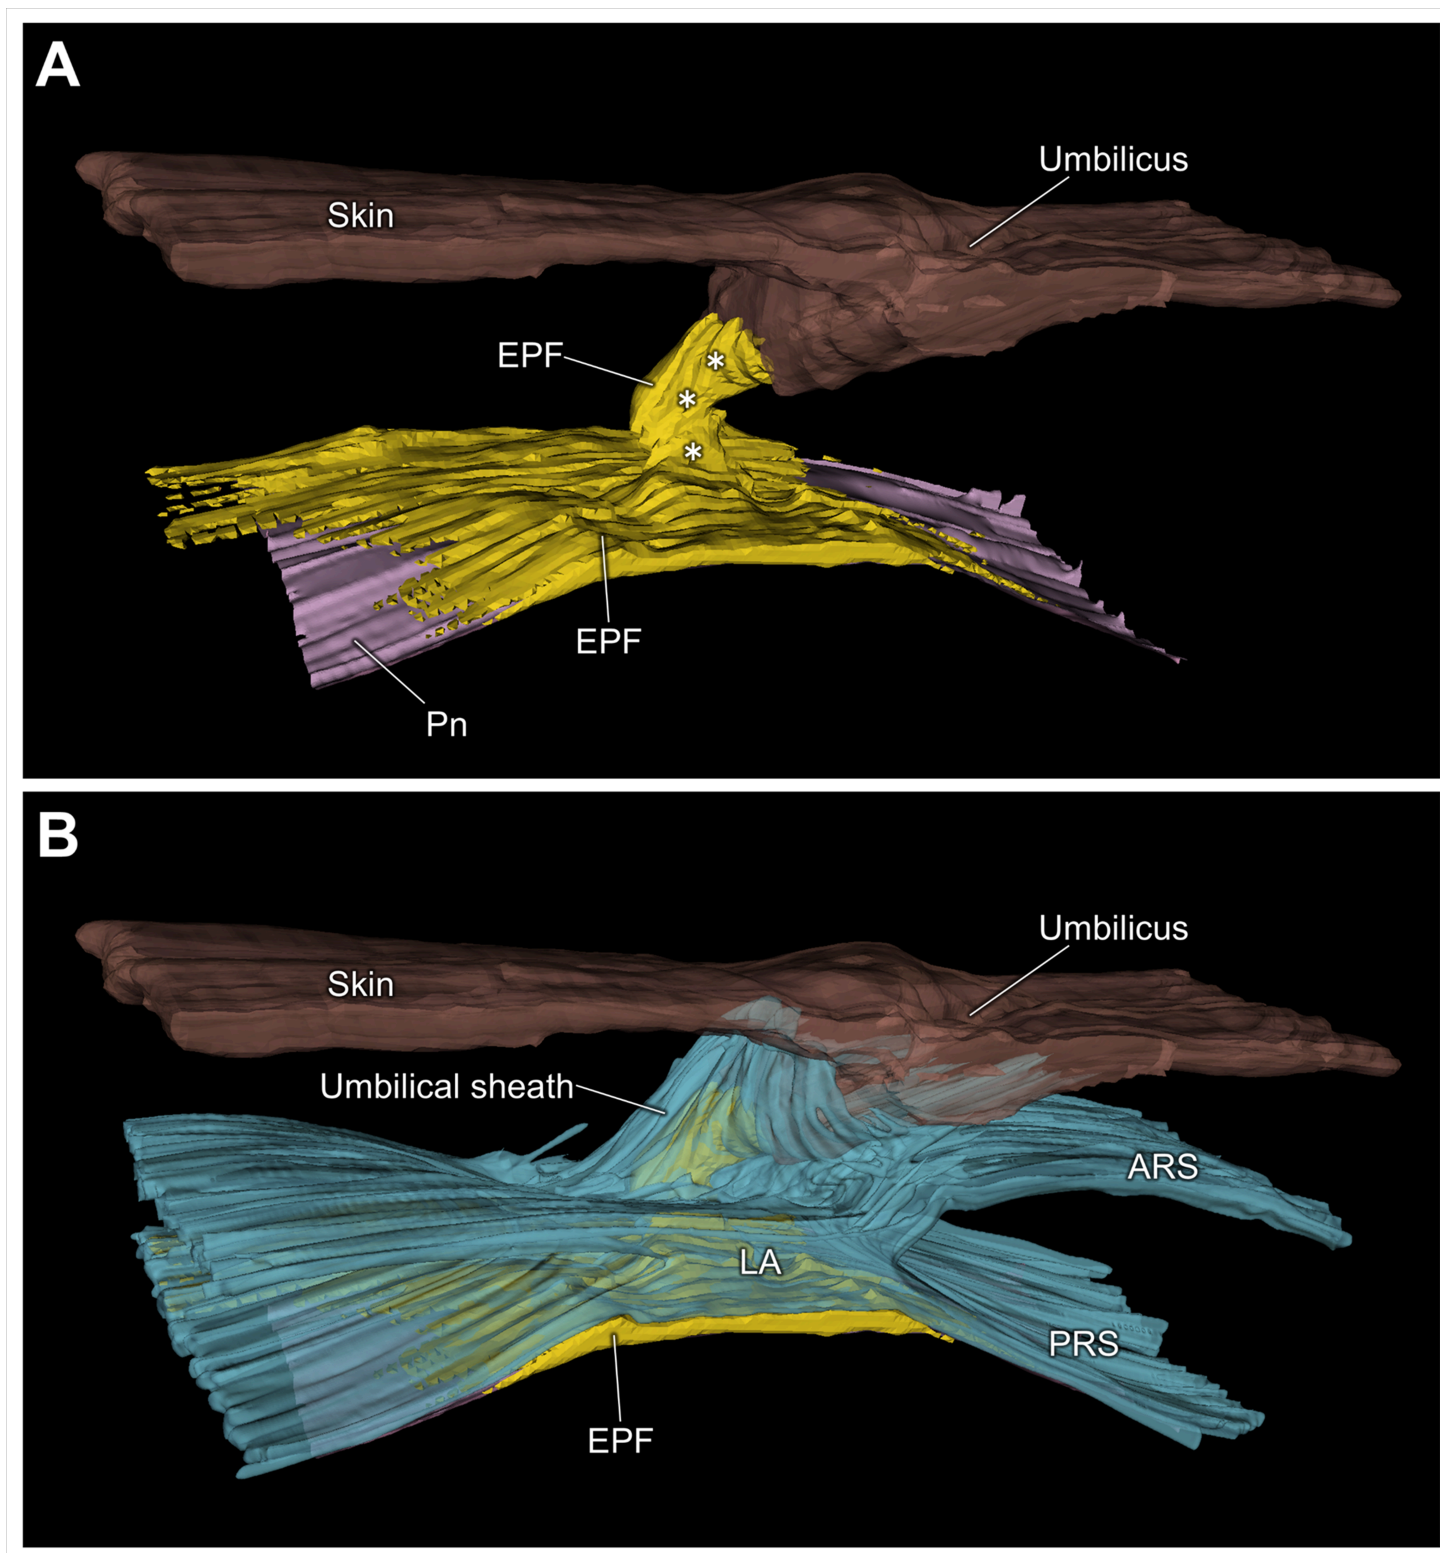 A
Umbilicus
Skin
EPF
*
*
*
EPF
Pn
B
Umbilicus
Skin
Umbilical sheath
ARS
LA
PRS
EPF